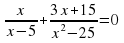 x/(x−5) + (3x+15)/(x²−25) = 0